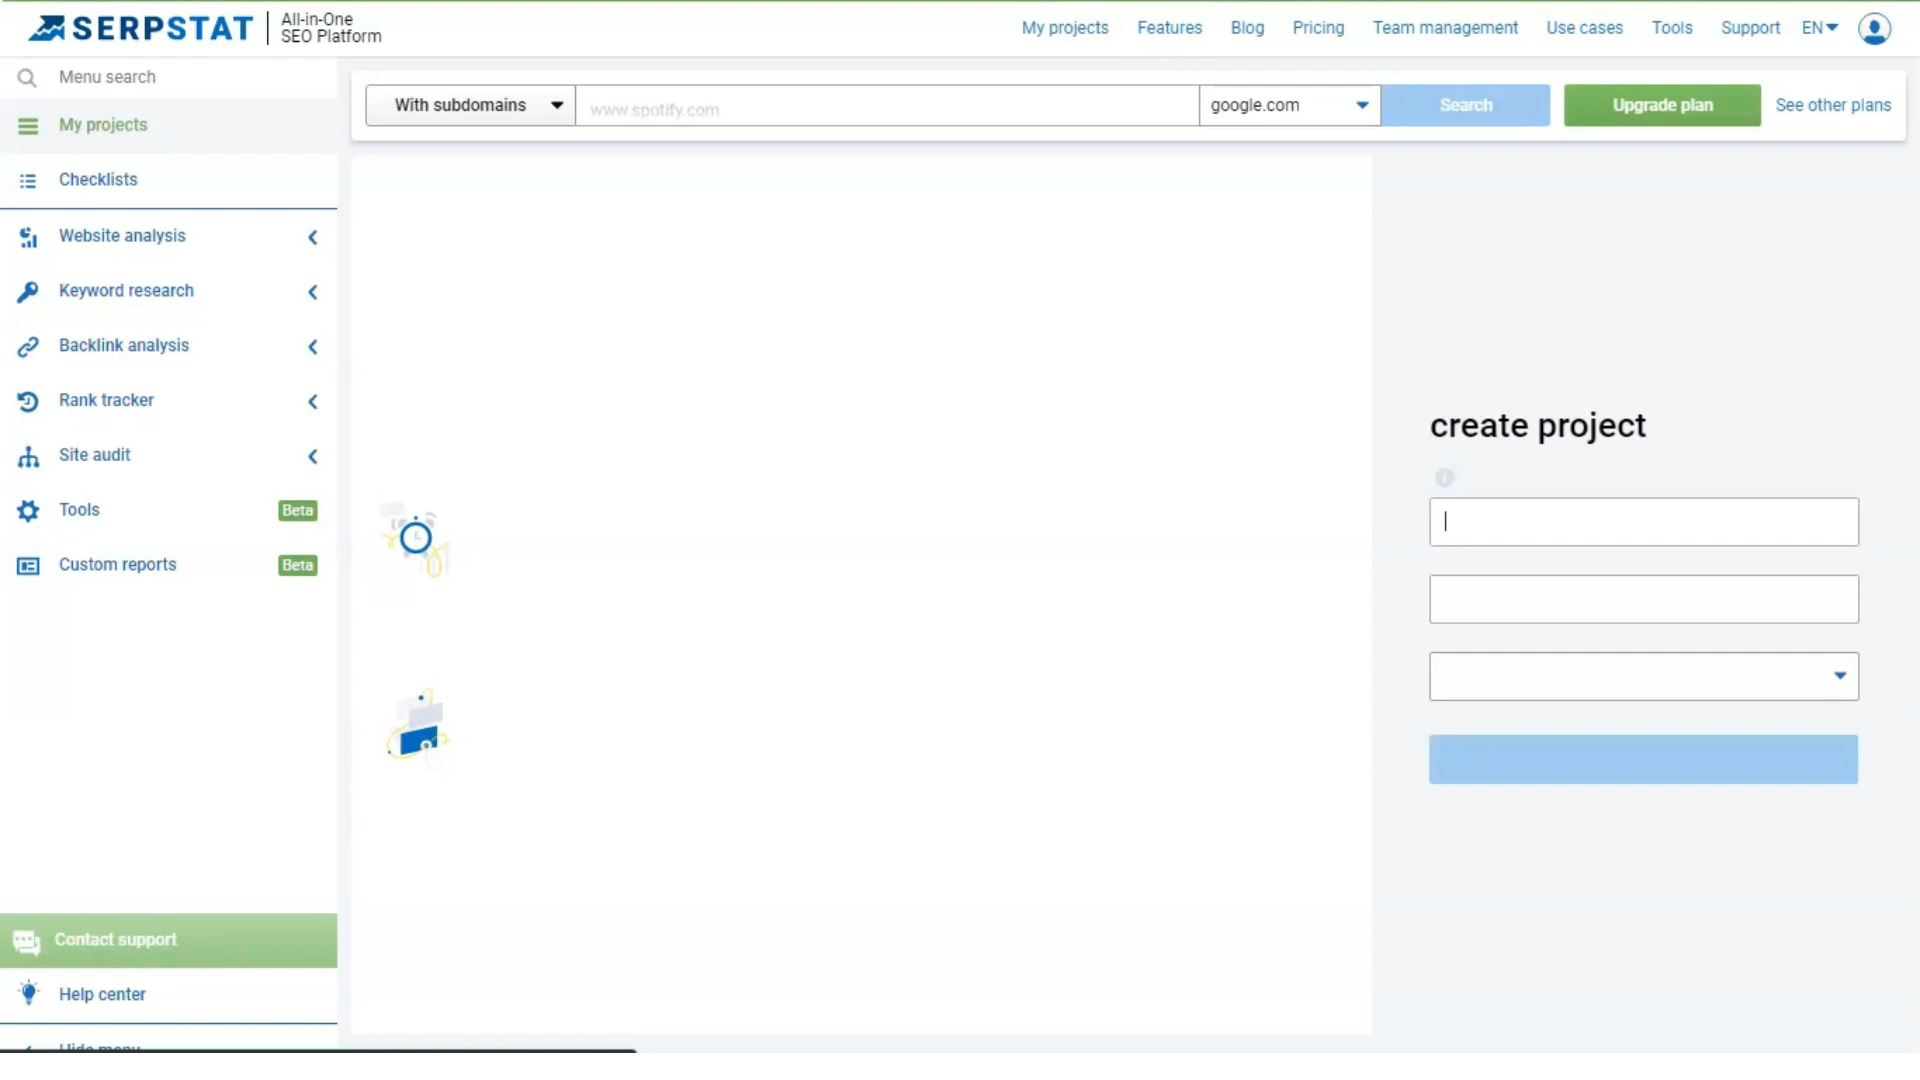 SERPSTAT
All-in-One
SEO Platform
My projects
Features
Blog
Pricing
Team management
Use cases
Tools
Support
EN
Menu search
My projects
Checklists
Website analysis
Keyword research
Backlink analysis
Rank tracker
Site audit
Tools
Beta
Custom reports
Beta
Contact support
Help center
Hide menu
With subdomains
www.spotify.com
google.com
Search
Upgrade plan
See other plans
create project